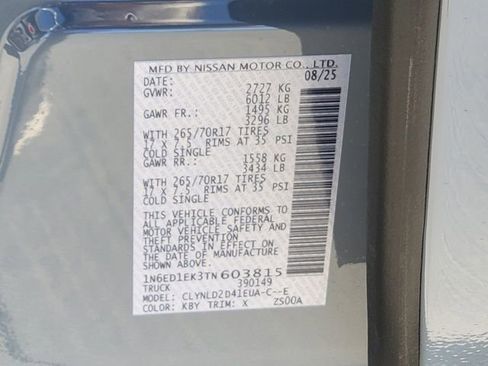 MFD BY NISSAN MOTOR CO., LTD.
DATE: 08/25
GVWR: 2727 KG
6012 LB
GAWR FR.: 1495 KG
3296 LB
WITH 265/70R17 TIRES
17 X 7.5 RIMS AT 35 PSI
COLD SINGLE
GAWR RR.: 1558 KG
3434 LB
WITH 265/70R17 TIRES
17 X 7.5 RIMS AT 35 PSI
COLD SINGLE
THIS VEHICLE CONFORMS TO
ALL APPLICABLE FEDERAL
MOTOR VEHICLE SAFETY AND
THEFT PREVENTION
STANDARDS IN EFFECT ON
THE DATE OF MANUFACTURE
SHOWN ABOVE
1N6ED1EK3TN603815
TRUCK 390149
MODEL: CLYNLD2D41EUA-C--E
COLOR: KBY TRIM: X ZS00A